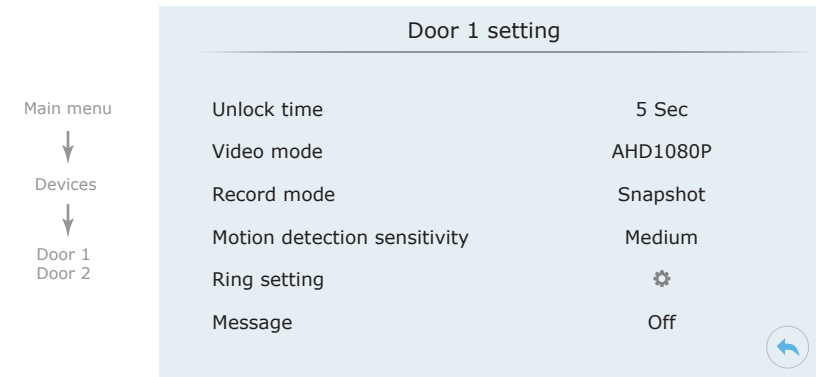 Door 1 setting
Main menu
Devices
Door 1
Door 2
Unlock time 5 Sec
Video mode AHD1080P
Record mode Snapshot
Motion detection sensitivity Medium
Ring setting
Message Off